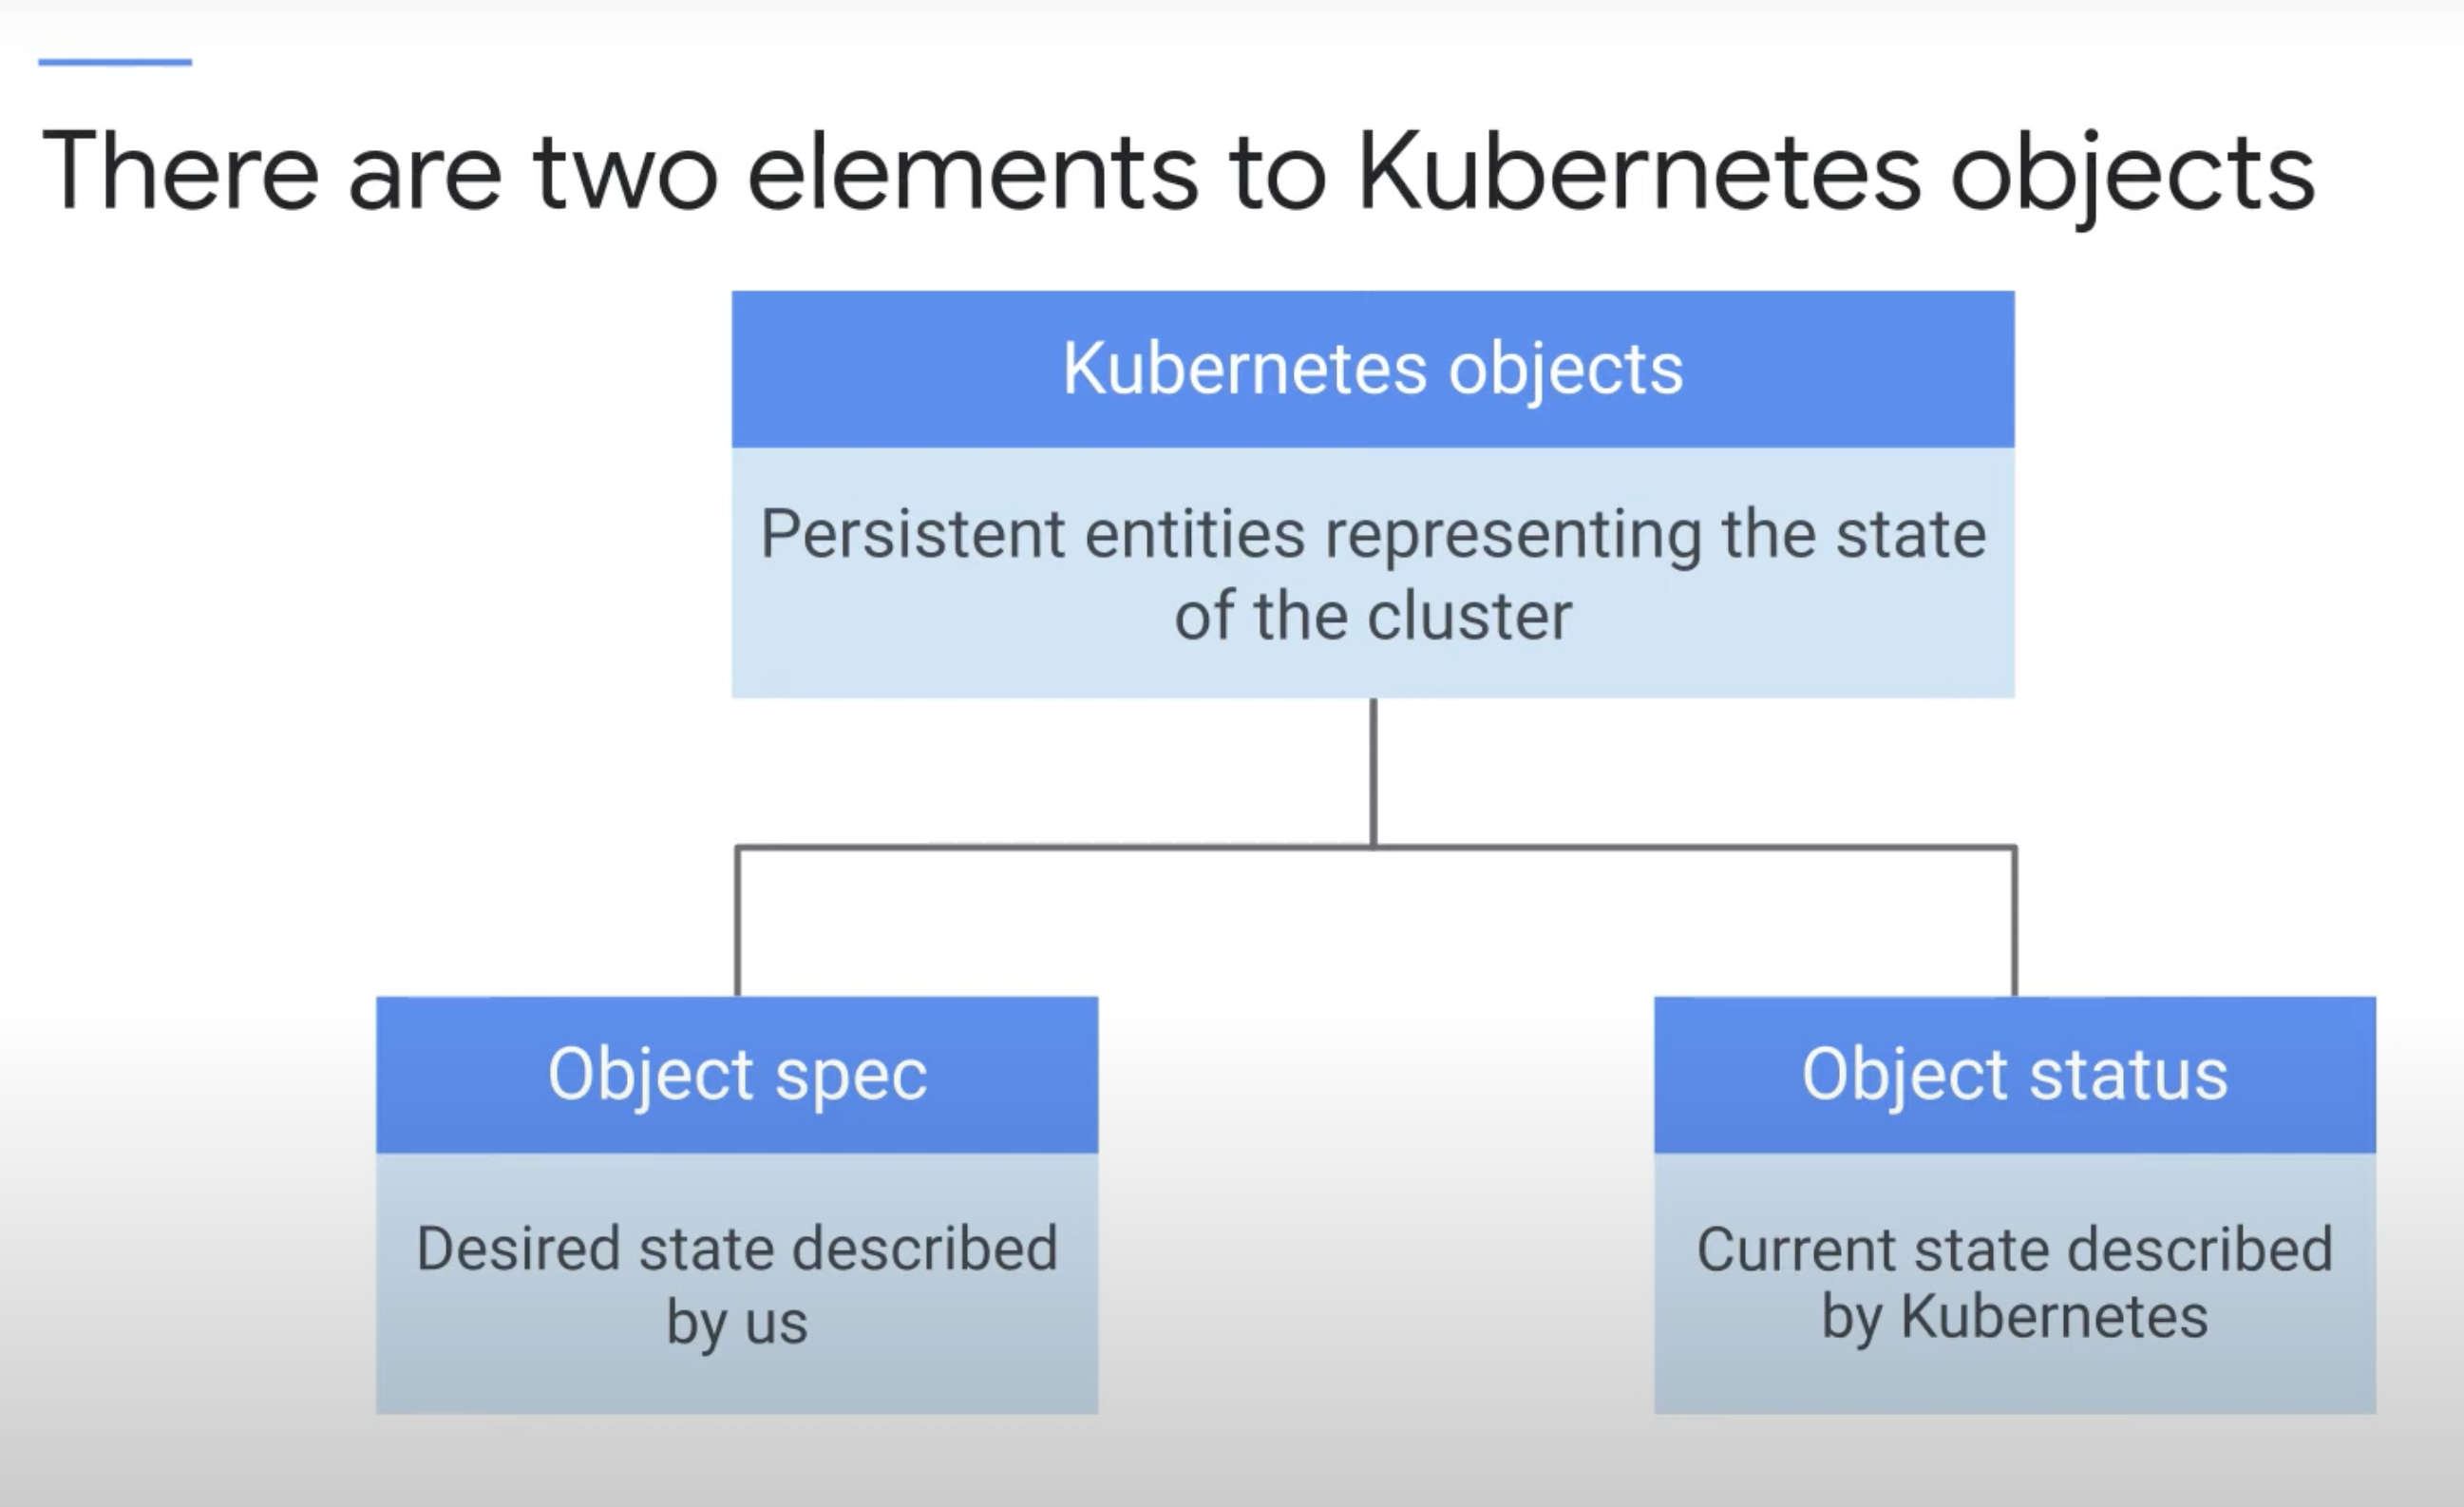 There are two elements to Kubernetes objects
Kubernetes objects
Persistent entities representing the state
of the cluster
Object spec
Desired state described
by us
Object status
Current state described
by Kubernetes